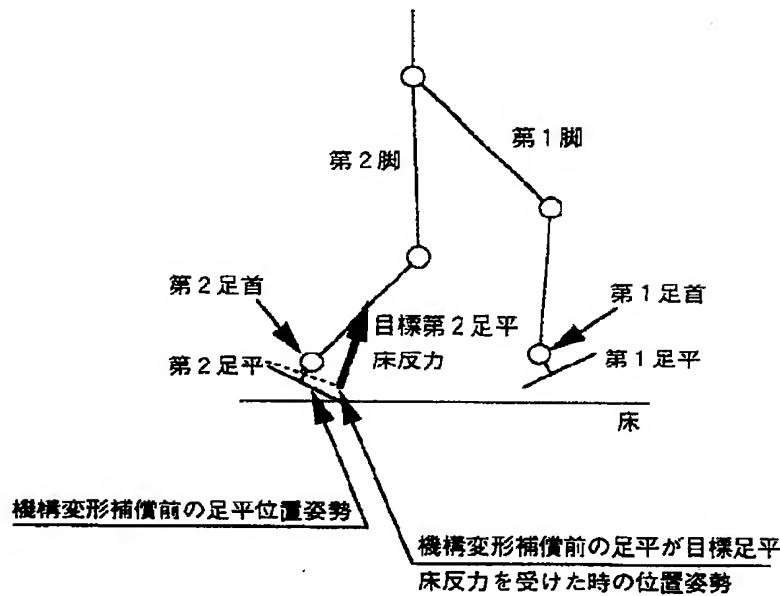 第1脚
第2脚
第2足首
第1足首
目標第2足平
床反力
第2足平
第1足平
床
機構変形補償前の足平位置姿勢
機構変形補償前の足平が目標足平
床反力を受けた時の位置姿勢